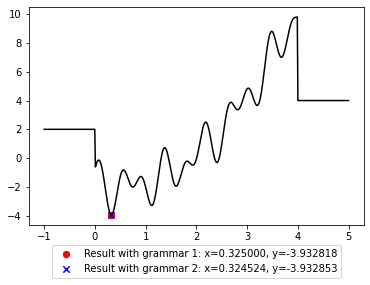 10
8
6
4
2
0
−2
−4
−1 0 1 2 3 4 5
Result with grammar 1: x=0.325000, y=-3.932818
Result with grammar 2: x=0.324524, y=-3.932853